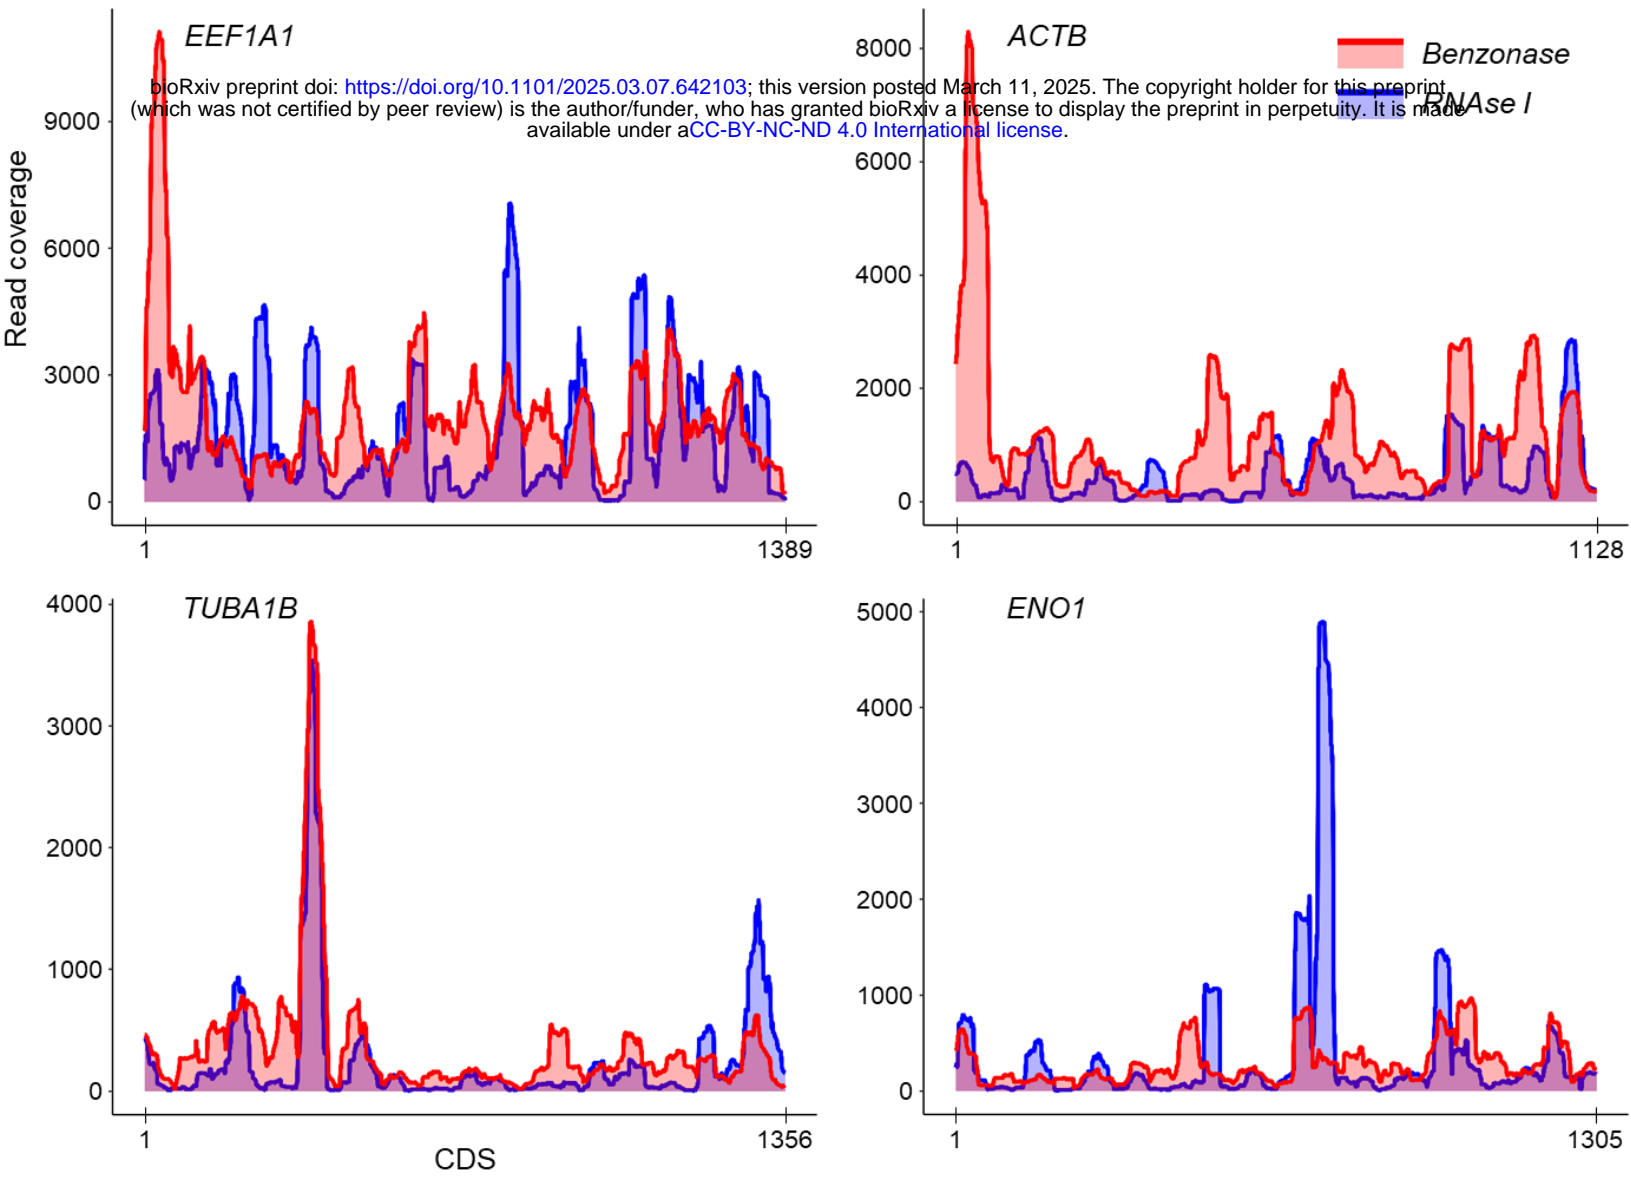 EEF1A1
ACTB
Benzonase
RNAse I
bioRxiv preprint doi: https://doi.org/10.1101/2025.03.07.642103; this version posted March 11, 2025. The copyright holder for this preprint
(which was not certified by peer review) is the author/funder, who has granted bioRxiv a license to display the preprint in perpetuity. It is made
available under aCC-BY-NC-ND 4.0 International license.
Read coverage
9000
6000
3000
0
1
1389
8000
6000
4000
2000
0
1
1128
TUBA1B
4000
3000
2000
1000
0
1
1356
CDS
ENO1
5000
4000
3000
2000
1000
0
1
1305